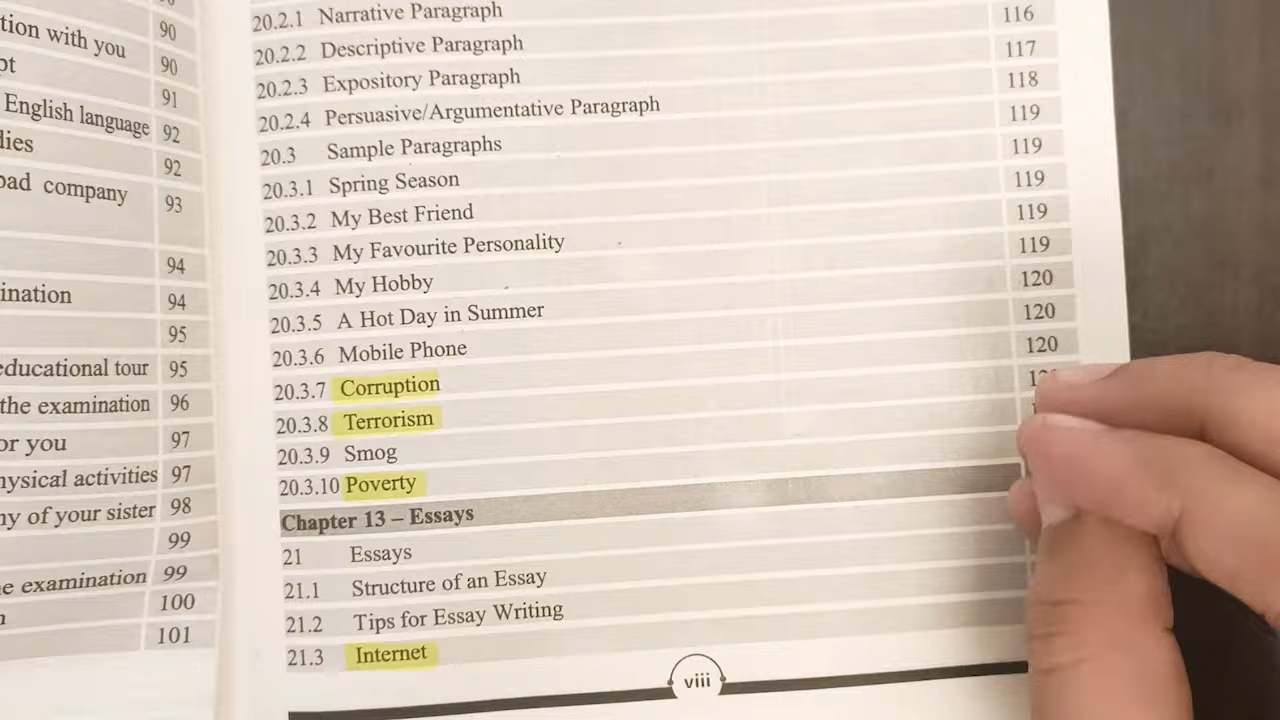 90
tion with you 90
pt 91
English language 92
dies 92
company 93
94
ination 94
95
educational tour 95
the examination 96
or you 97
hysical activities 97
ny of your sister 98
99
e examination 99
100
101
20.2.1 Narrative Paragraph
20.2.2 Descriptive Paragraph 116
20.2.3 Expository Paragraph 117
20.2.4 Persuasive/Argumentative Paragraph 118
20.3 Sample Paragraphs 119
20.3.1 Spring Season 119
20.3.2 My Best Friend 119
20.3.3 My Favourite Personality 119
20.3.4 My Hobby 119
20.3.5 A Hot Day in Summer 120
20.3.6 Mobile Phone 120
20.3.7 Corruption 120
20.3.8 Terrorism
20.3.9 Smog
20.3.10 Poverty
Chapter 13 – Essays
21 Essays
21.1 Structure of an Essay
21.2 Tips for Essay Writing
21.3 Internet
viii